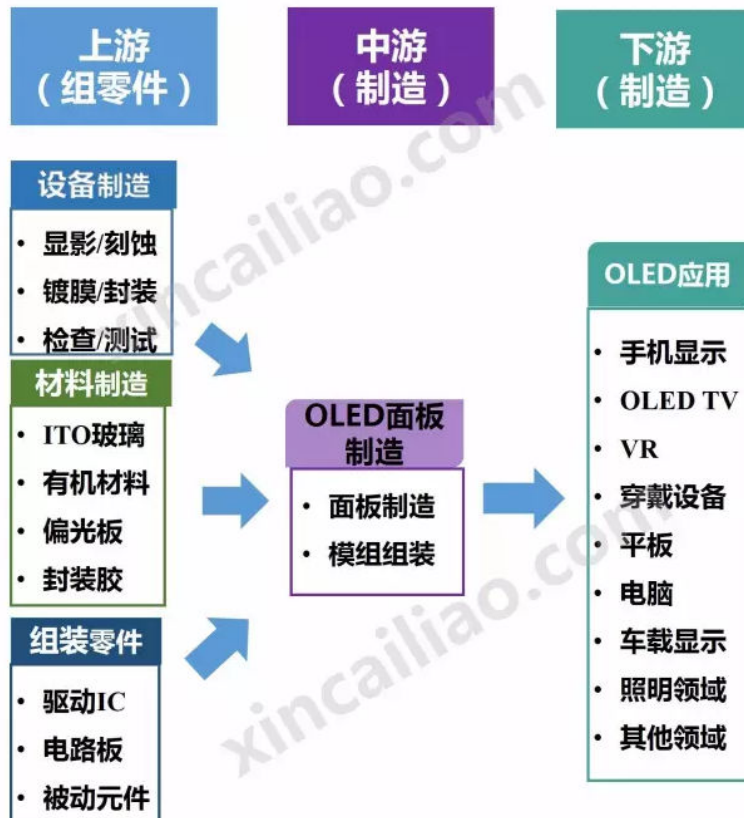 上游
（组零件）
中游
（制造）
下游
（制造）
设备制造
• 显影/刻蚀
• 镀膜/封装
• 检查/测试
材料制造
• ITO玻璃
• 有机材料
• 偏光板
• 封装胶
组装零件
• 驱动IC
• 电路板
• 被动元件
OLED面板
制造
• 面板制造
• 模组组装
OLED应用
• 手机显示
• OLED TV
• VR
• 穿戴设备
• 平板
• 电脑
• 车载显示
• 照明领域
• 其他领域
xincailiao.com
xincailiao.com